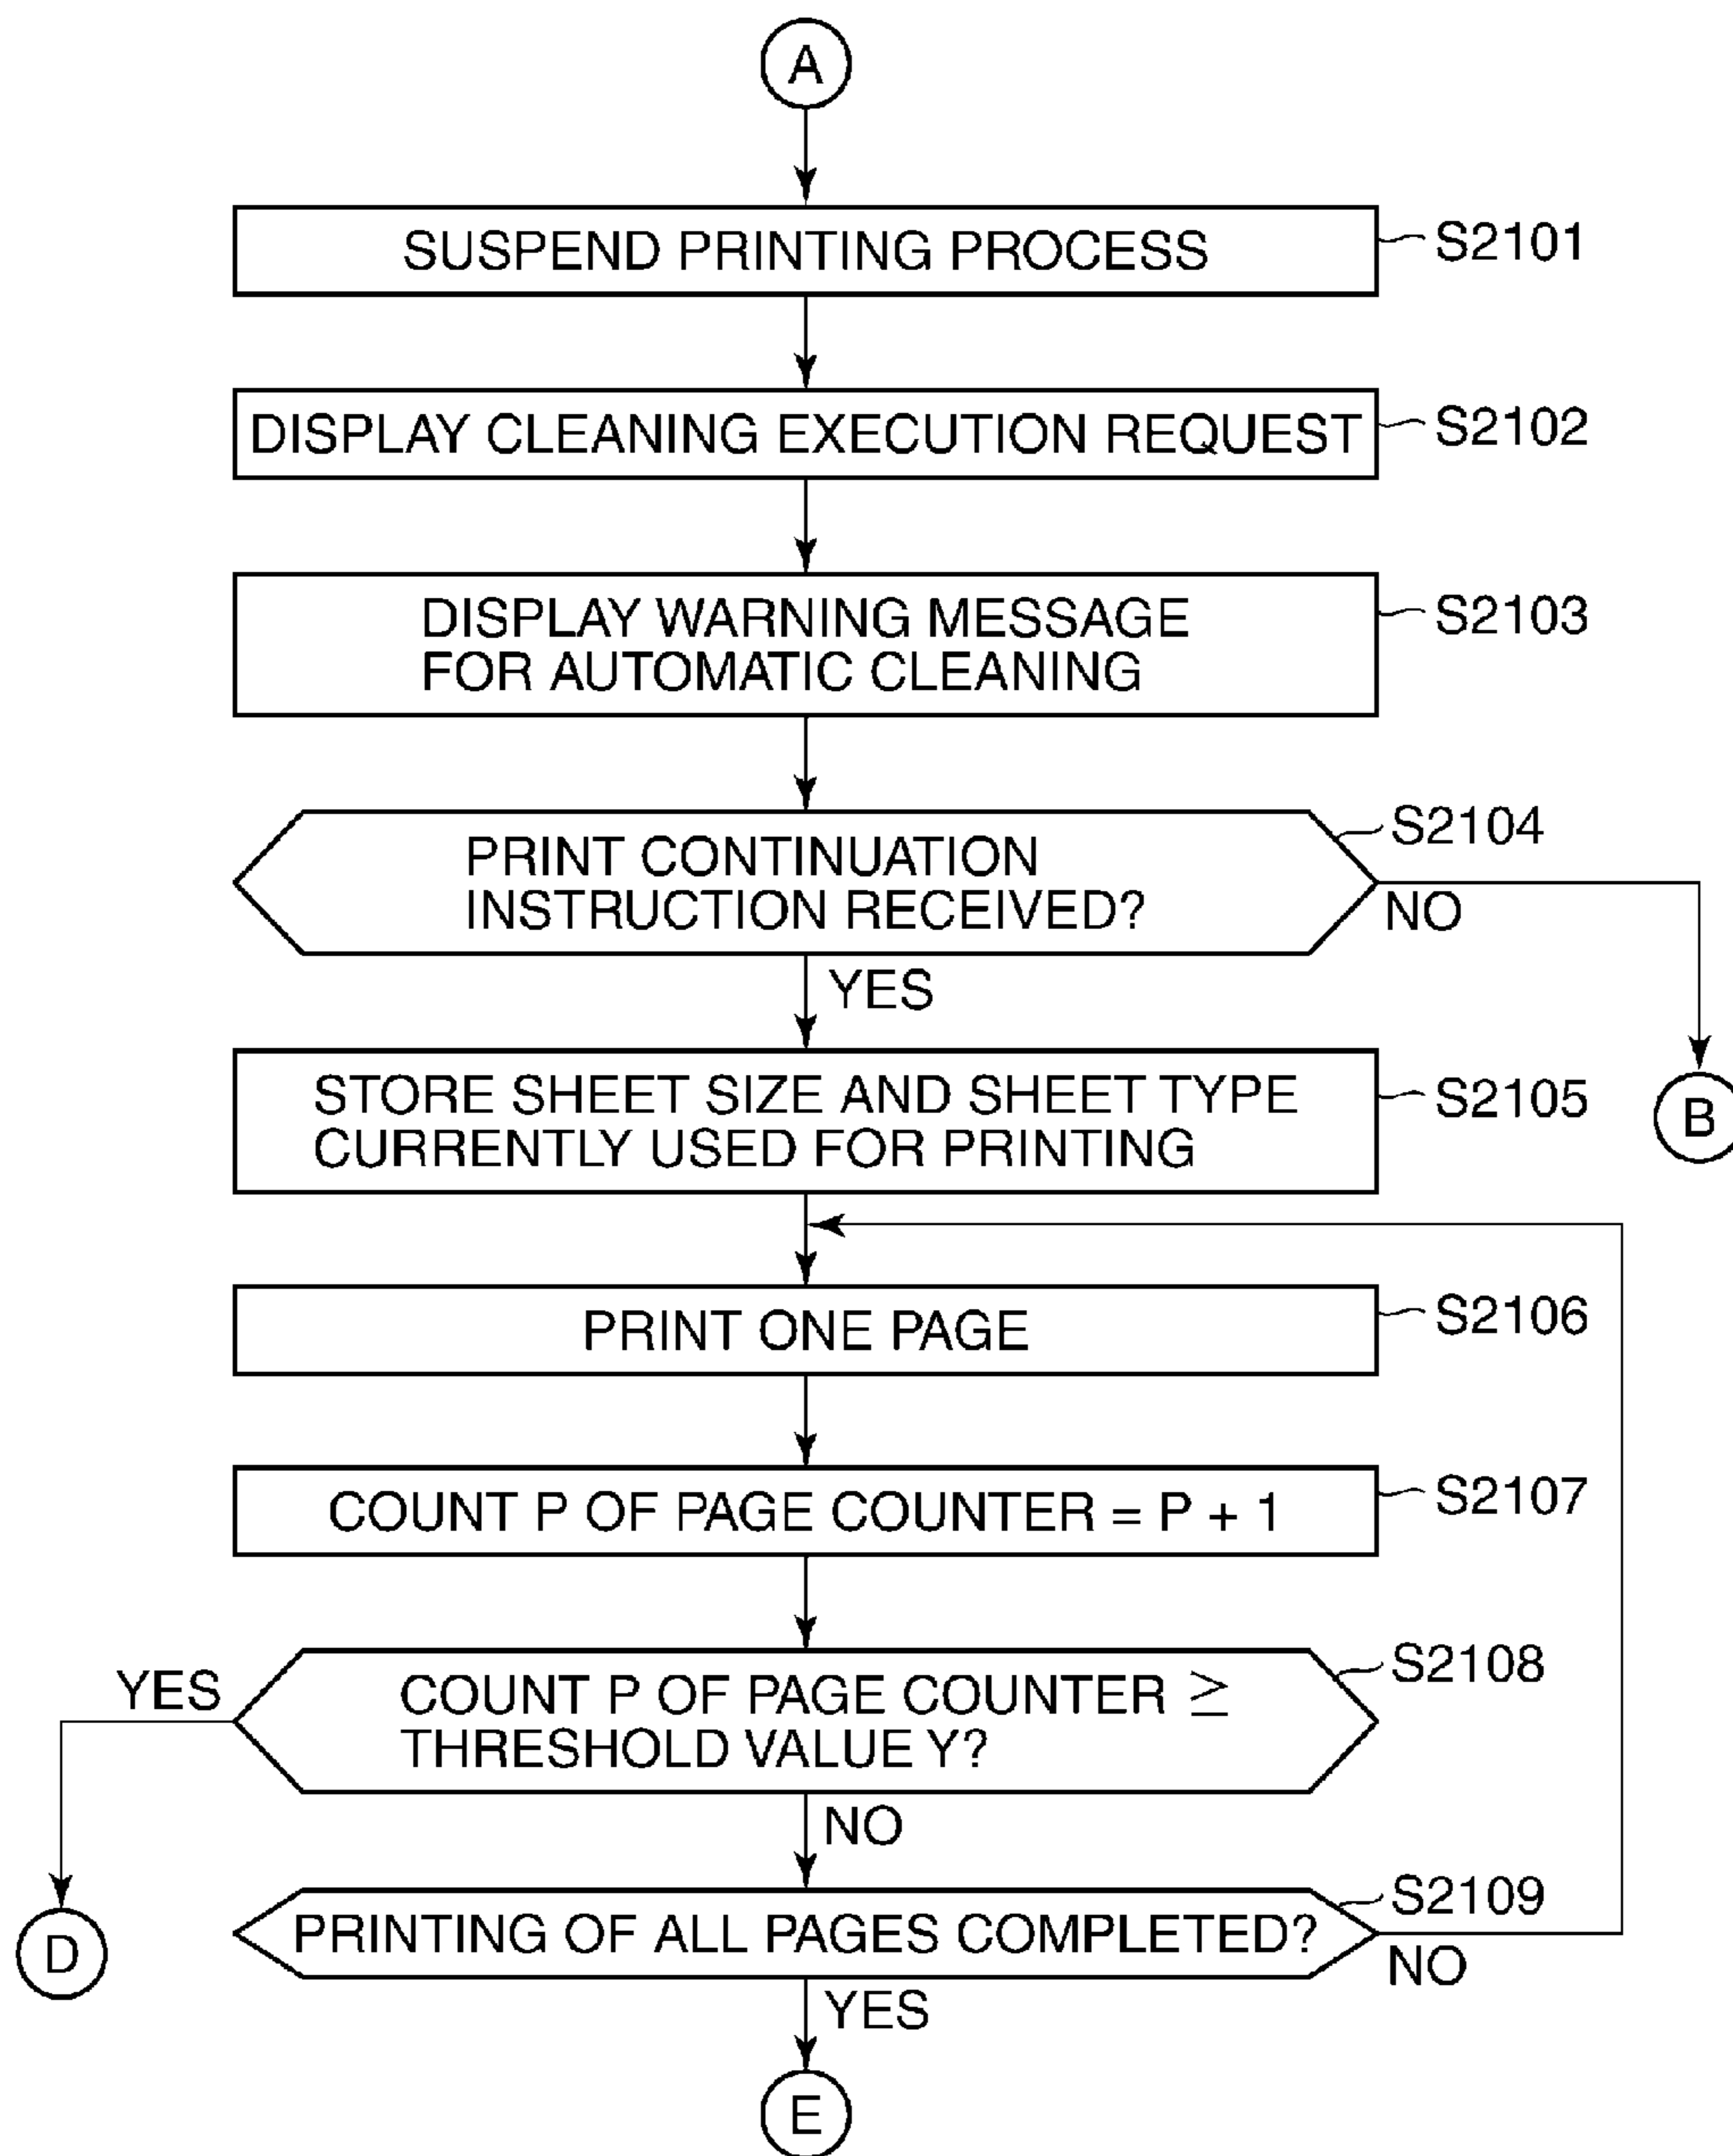 A
SUSPEND PRINTING PROCESS
S2101
DISPLAY CLEANING EXECUTION REQUEST
S2102
DISPLAY WARNING MESSAGE
FOR AUTOMATIC CLEANING
S2103
PRINT CONTINUATION
INSTRUCTION RECEIVED?
S2104
NO
YES
B
STORE SHEET SIZE AND SHEET TYPE
CURRENTLY USED FOR PRINTING
S2105
PRINT ONE PAGE
S2106
COUNT P OF PAGE COUNTER = P + 1
S2107
COUNT P OF PAGE COUNTER ≥
THRESHOLD VALUE Y?
S2108
YES
NO
D
PRINTING OF ALL PAGES COMPLETED?
S2109
NO
YES
E